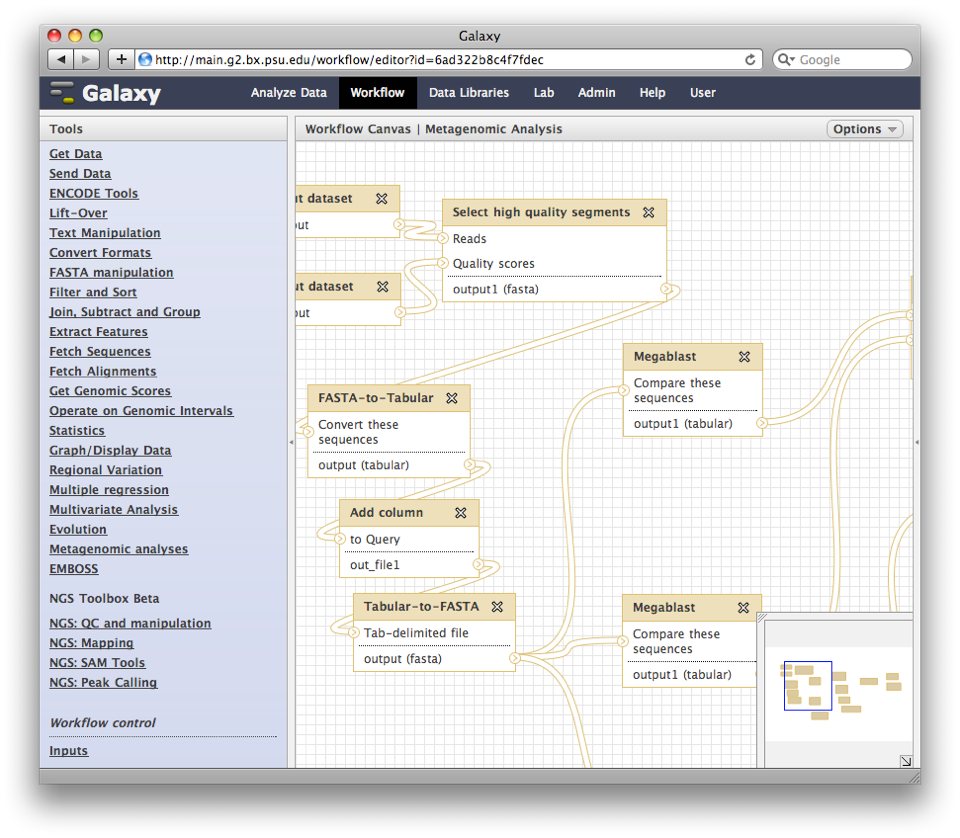 Galaxy
http://main.g2.bx.psu.edu/workflow/editor?id=6ad322b8c4f7fdec
Google
Galaxy
Analyze Data Workflow Data Libraries Lab Admin Help User
Tools
Get Data
Send Data
ENCODE Tools
Lift-Over
Text Manipulation
Convert Formats
FASTA manipulation
Filter and Sort
Join, Subtract and Group
Extract Features
Fetch Sequences
Fetch Alignments
Get Genomic Scores
Operate on Genomic Intervals
Statistics
Graph/Display Data
Regional Variation
Multiple regression
Multivariate Analysis
Evolution
Metagenomic analyses
EMBOSS
NGS Toolbox Beta
NGS: QC and manipulation
NGS: Mapping
NGS: SAM Tools
NGS: Peak Calling
Workflow control
Inputs
Workflow Canvas | Metagenomic Analysis
Options
ut dataset
out
ut dataset
out
Select high quality segments
Reads
Quality scores
output1 (fasta)
FASTA-to-Tabular
Convert these
sequences
output (tabular)
Add column
to Query
out_file1
Tabular-to-FASTA
Tab-delimited file
output (fasta)
Megablast
Compare these
sequences
output1 (tabular)
Megablast
Compare these
sequences
output1 (tabular)